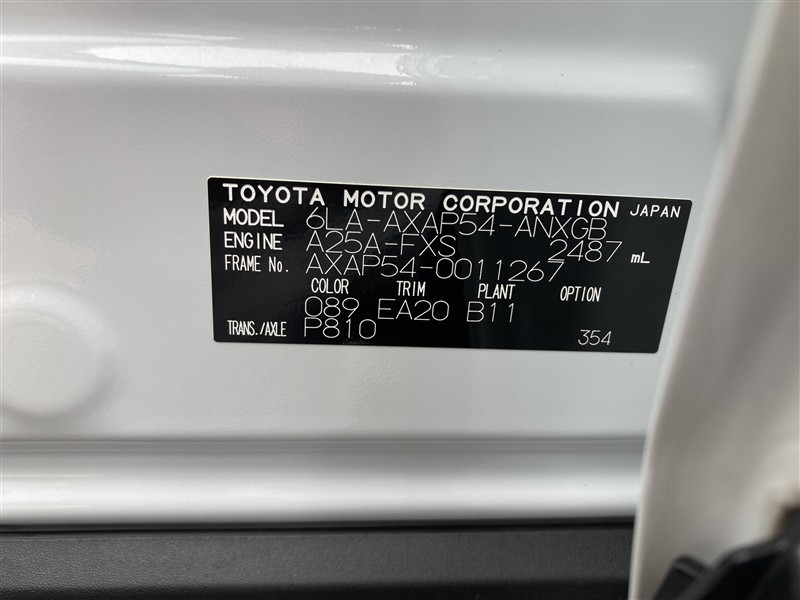 TOYOTA MOTOR CORPORATION JAPAN
MODEL 6LA-AXAP54-ANXGB
ENGINE A25A-FXS 2487 mL
FRAME No. AXAP54-0011267
COLOR TRIM PLANT OPTION
089 EA20 B11
TRANS./AXLE P810 354